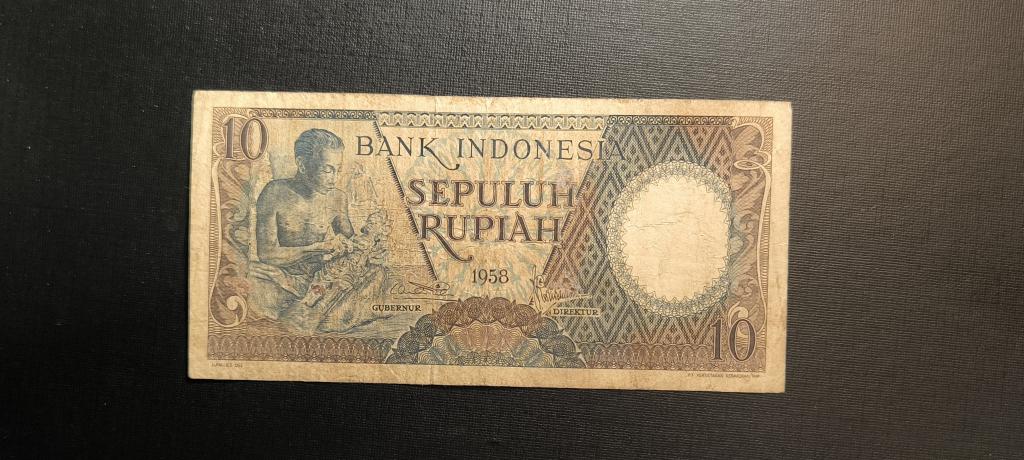 10
BANK INDONESIA
SEPULUH
RUPIAH
1958
GUBERNUR
DIREKTUR
10